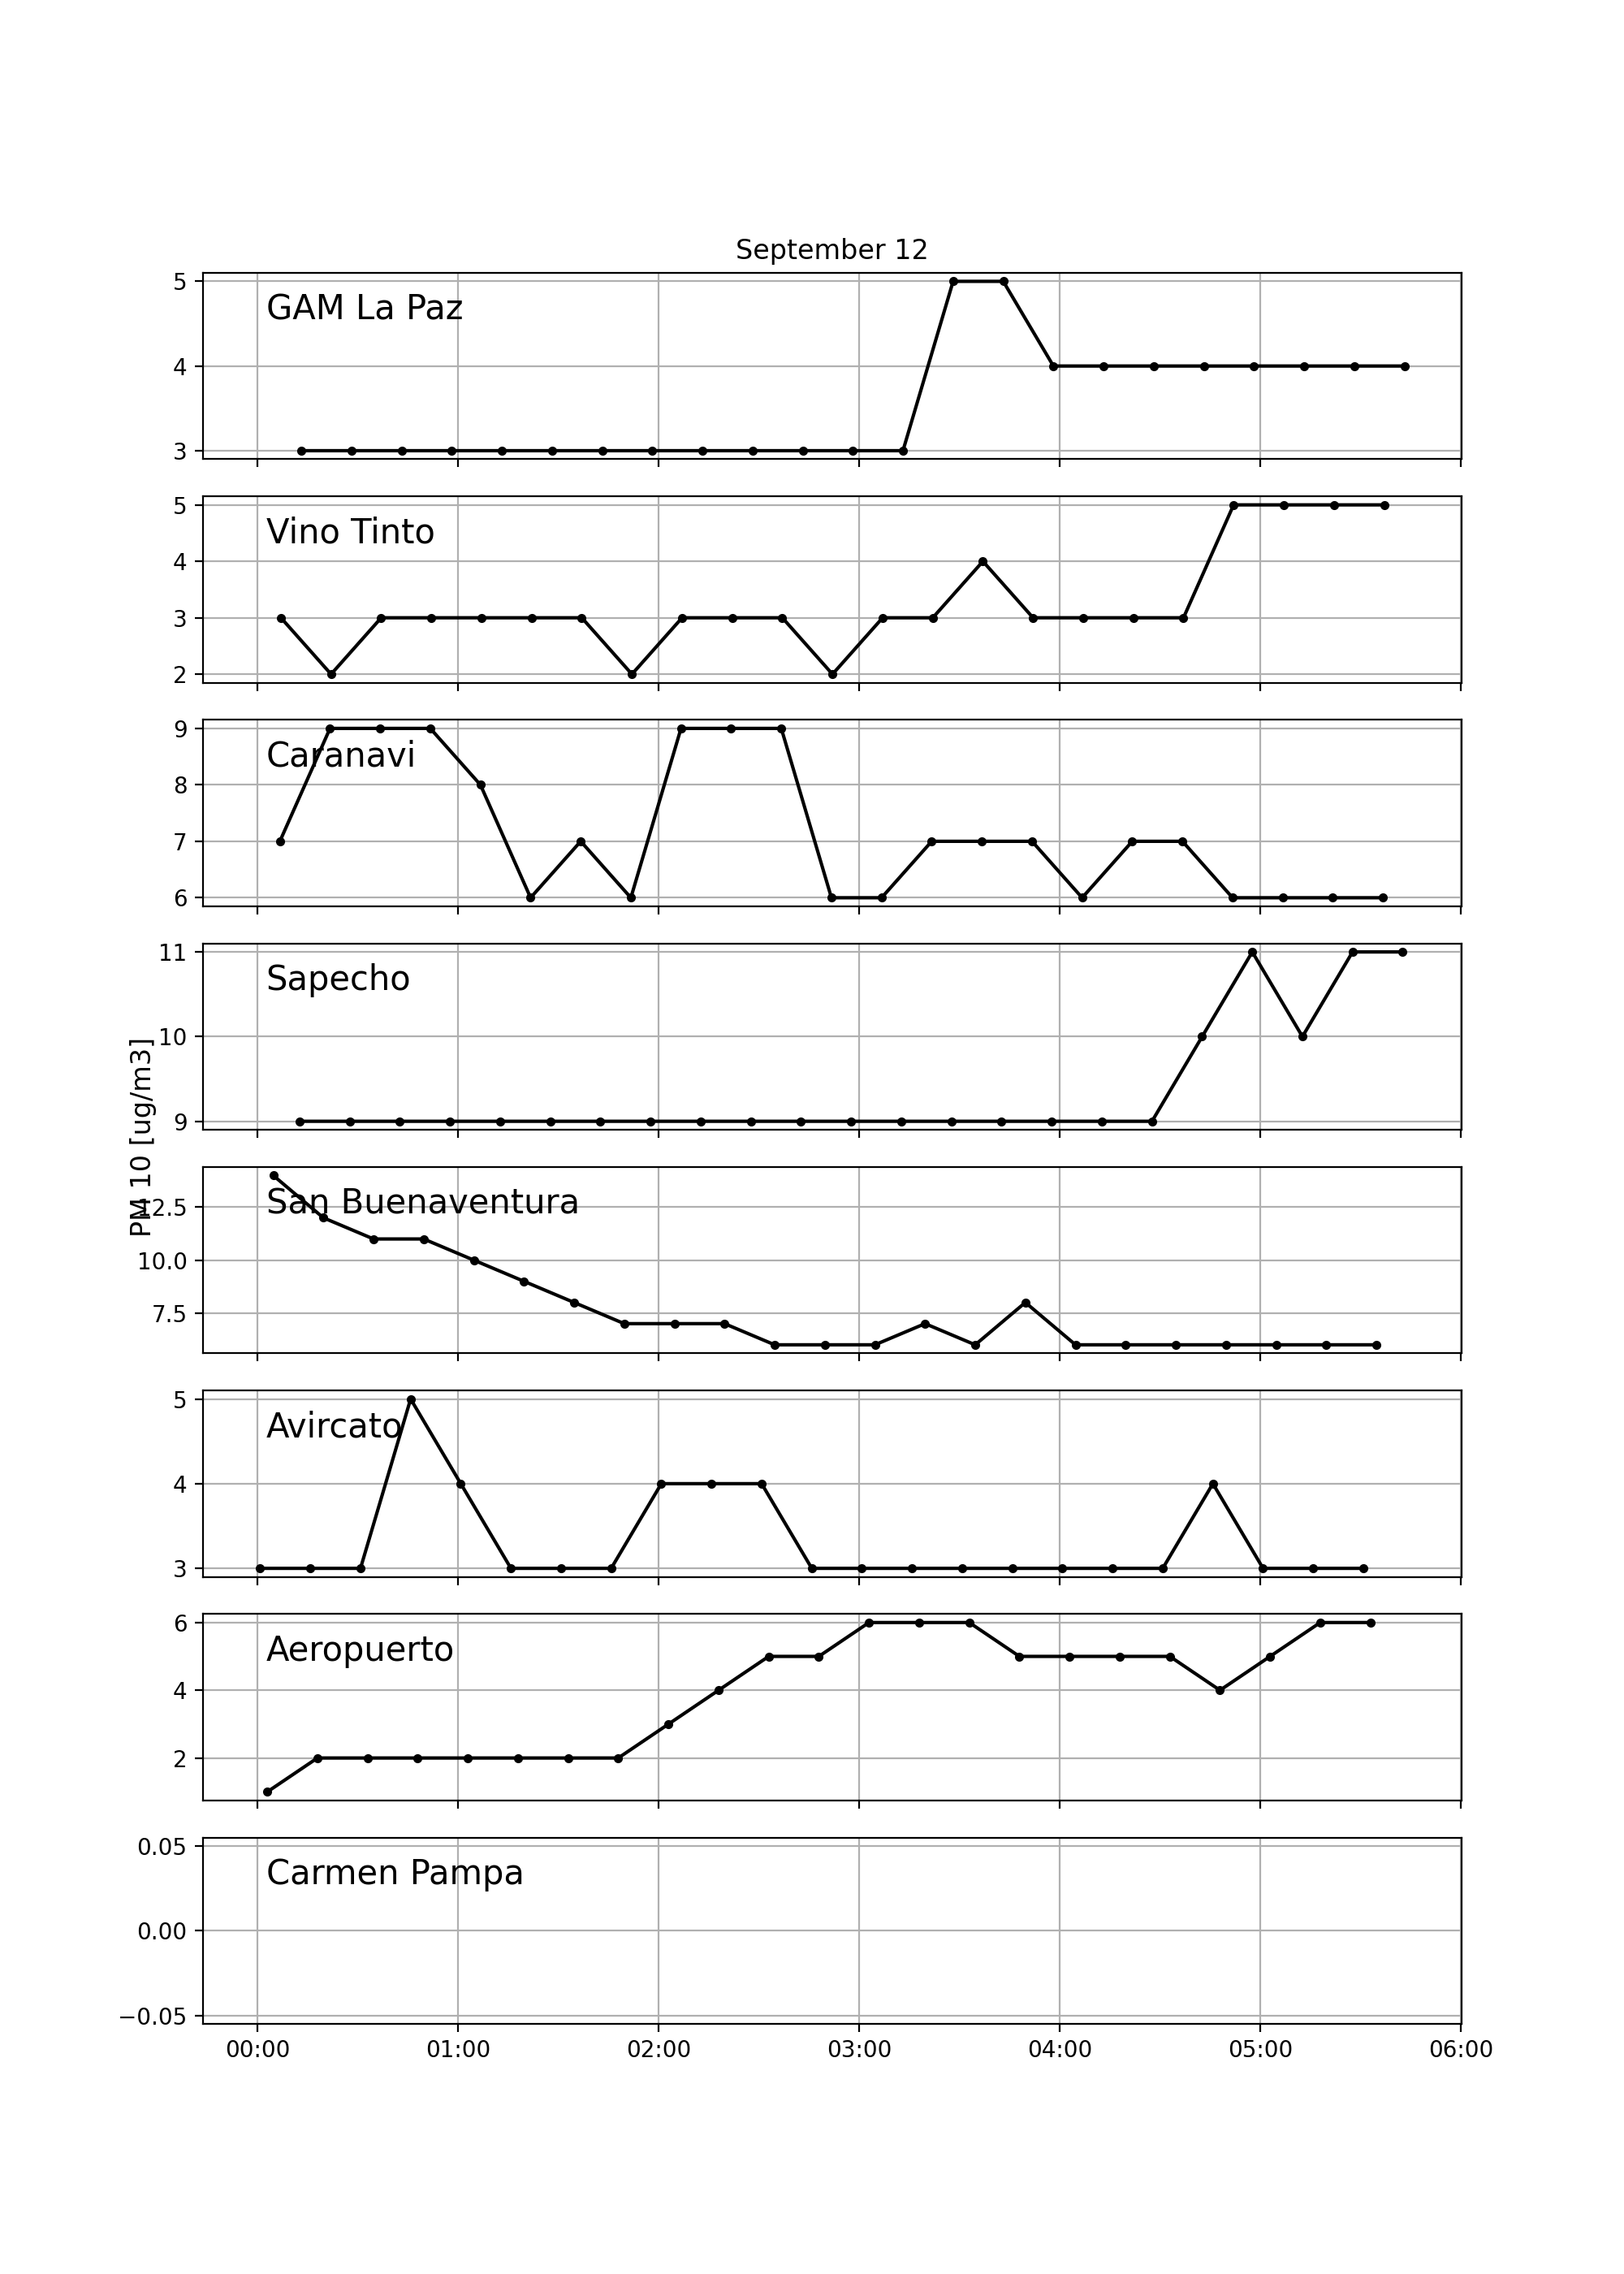 September 12
5
GAM La Paz
4
3
5
Vino Tinto
4
3
2
9
Caranavi
8
7
6
11
Sapecho
10
9
PM 10 [ug/m3]
San Buenaventura
12.5
10.0
7.5
5
Avircato
4
3
6
Aeropuerto
4
2
0.05
Carmen Pampa
0.00
−0.05
00:00 01:00 02:00 03:00 04:00 05:00 06:00